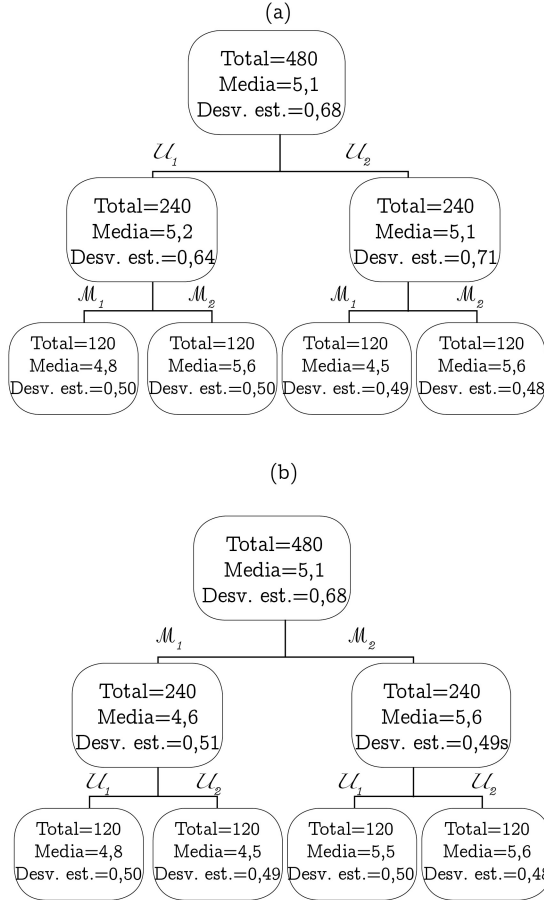 (a)
Total=480
Media=5,1
Desv. est.=0,68
𝒰1 𝒰2
Total=240 Total=240
Media=5,2 Media=5,1
Desv. est.=0,64 Desv. est.=0,71
ℳ1 ℳ2 ℳ1 ℳ2
Total=120 Total=120 Total=120 Total=120
Media=4,8 Media=5,6 Media=4,5 Media=5,6
Desv. est.=0,50 Desv. est.=0,50 Desv. est.=0,49 Desv. est.=0,48
(b)
Total=480
Media=5,1
Desv. est.=0,68
ℳ1 ℳ2
Total=240 Total=240
Media=4,6 Media=5,6
Desv. est.=0,51 Desv. est.=0,49s
𝒰1 𝒰2 𝒰1 𝒰2
Total=120 Total=120 Total=120 Total=120
Media=4,8 Media=4,5 Media=5,5 Media=5,6
Desv. est.=0,50 Desv. est.=0,49 Desv. est.=0,50 Desv. est.=0,48